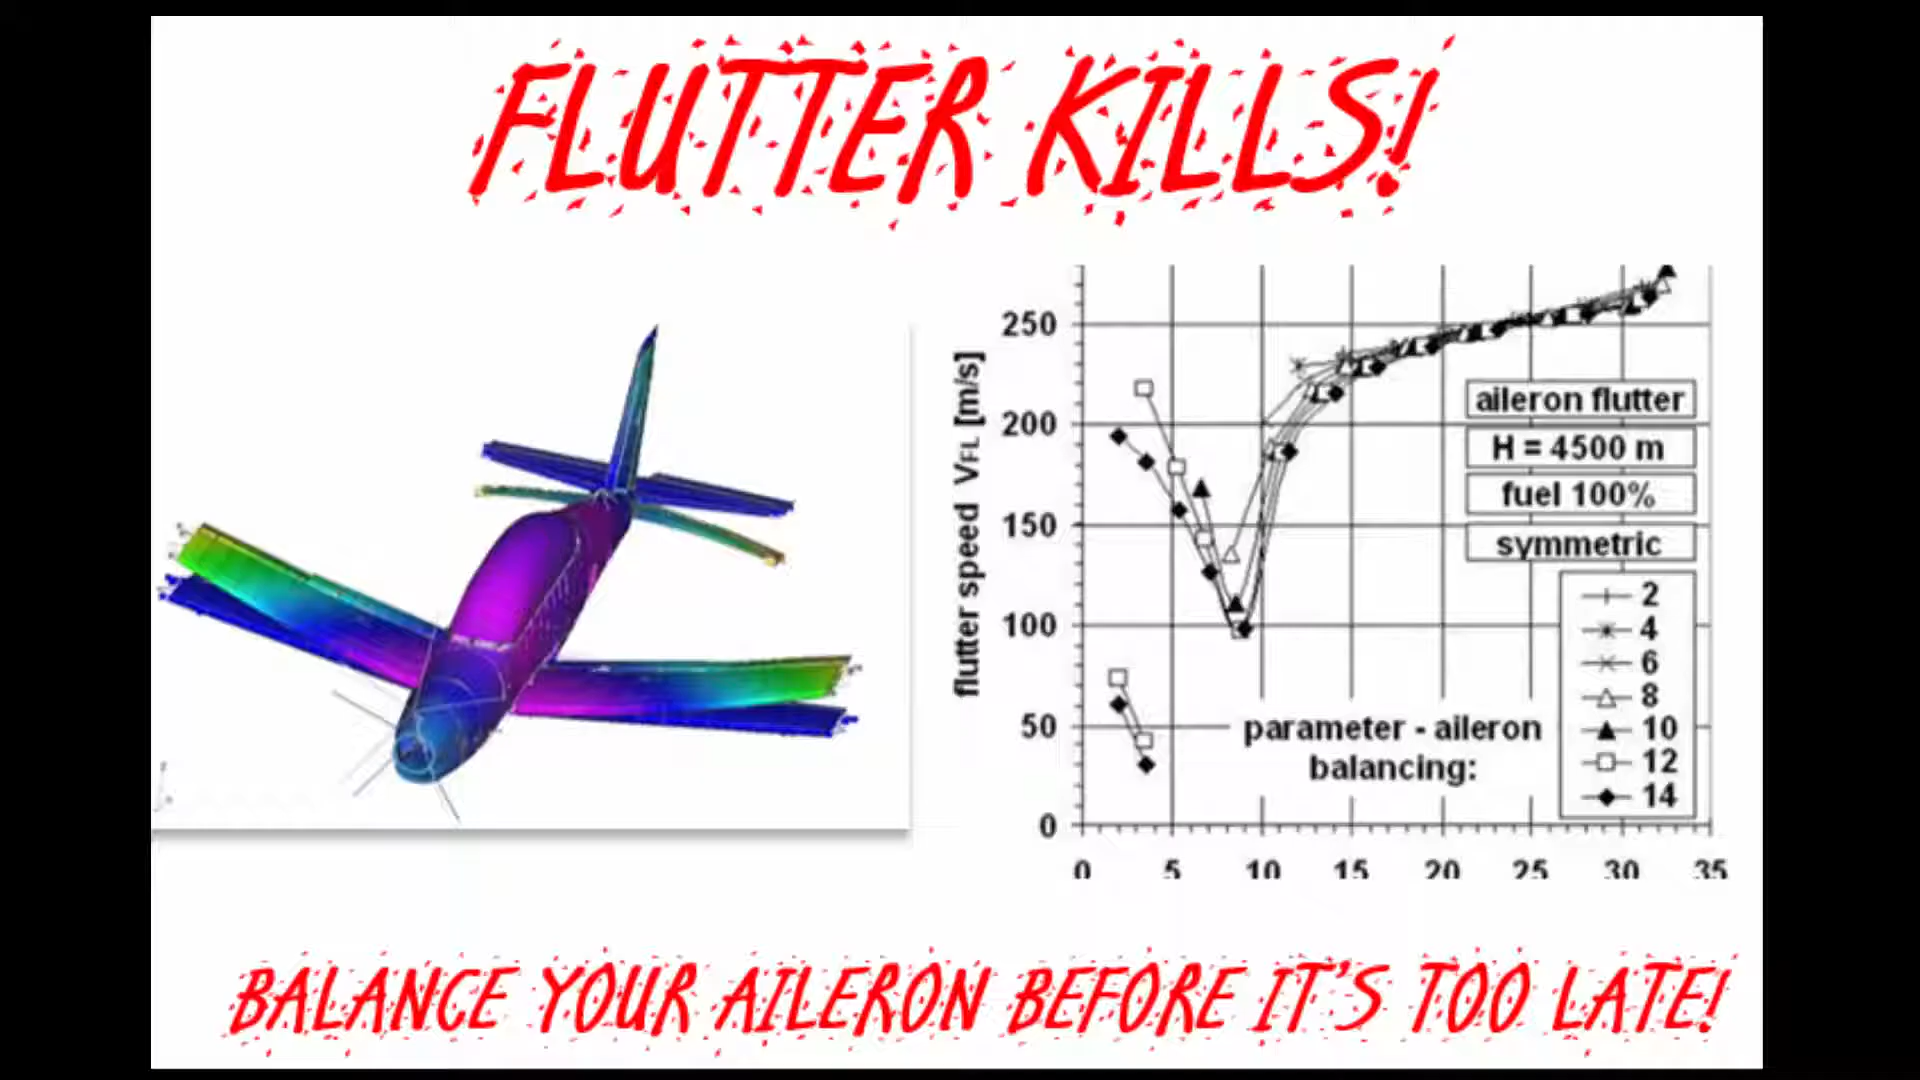 FLUTTER KILLS!
flutter speed VFL [m/s]
250
200
150
100
50
0
0 5 10 15 20 25 30 35
aileron flutter
H = 4500 m
fuel 100%
symmetric
parameter - aileron
balancing:
2
4
6
8
10
12
14
BALANCE YOUR AILERON BEFORE IT'S TOO LATE!